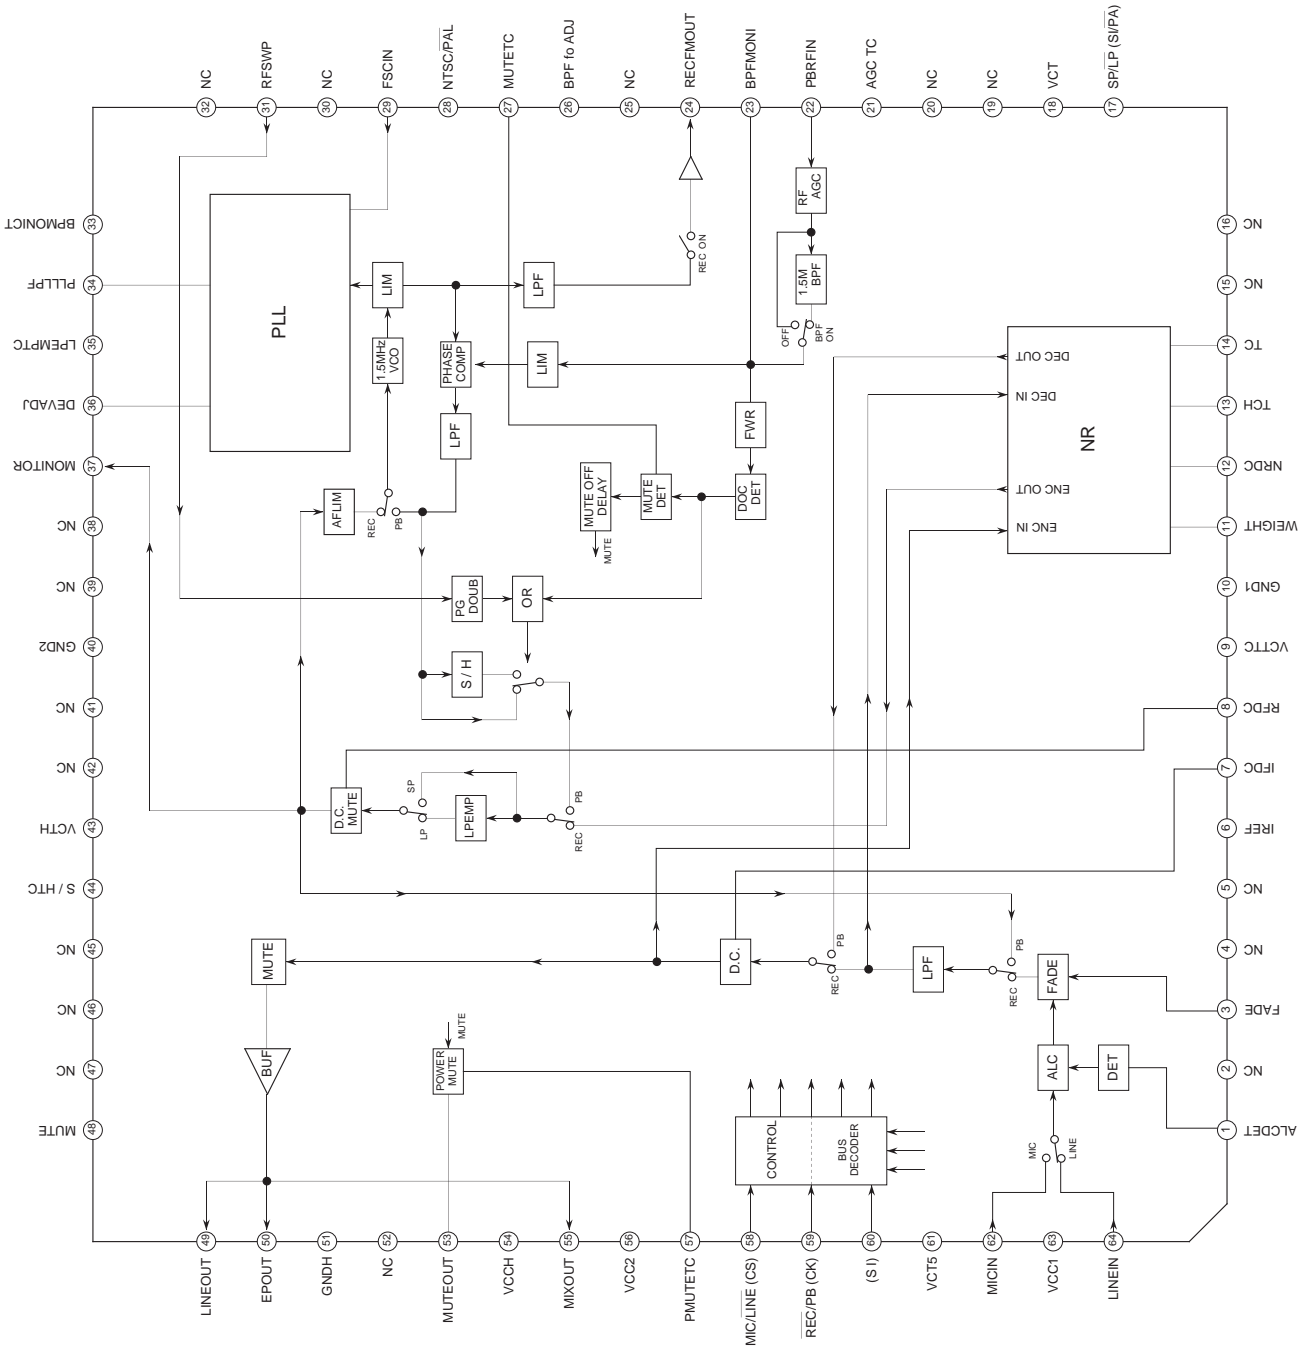 32 NC
31 RFSWP
30 NC
29 FSCIN
28 NTSC/PAL
27 MUTETC
26 BPF fo ADJ
25 NC
24 RECFMOUT
23 BPFMONI
22 PBRFIN
21 AGC TC
20 NC
19 NC
18 VCT
17 SP/LP (SI/PA)
33 BPMONICT
34 PLLLPF
35 LPEMPTC
36 DEVADJ
37 MONITOR
38 NC
39 NC
40 GND2
41 NC
42 NC
43 VCTH
44 S / HTC
45 NC
46 NC
47 NC
48 MUTE
16 NC
15 NC
14 TC
13 TCH
12 NRDC
11 WEIGHT
10 GND1
9 VCTTC
8 RFDC
7 IFDC
6 IREF
5 NC
4 NC
3 FADE
2 NC
1 ALCDET
PLL
LIM
1.5MHz
VCO
LPF
REC ON
RF
AGC
1.5M
BPF
OFF
BPF
ON
PHASE
COMP
LIM
LPF
FWR
DOC
DET
MUTE
DET
MUTE OFF
DELAY
MUTE
AFLIM
REC
PB
PG
DOUB
OR
S / H
NR
DEC OUT
DEC IN
ENC OUT
ENC IN
D.C.
MUTE
SP
LP
LPEMP
PB
REC
MUTE
BUF
POWER
MUTE
MUTE
D.C.
REC
PB
LPF
REC
PB
FADE
ALC
DET
MIC
LINE
CONTROL
BUS
DECODER
49 LINEOUT
50 EPOUT
51 GNDH
52 NC
53 MUTEOUT
54 VCCH
55 MIXOUT
56 VCC2
57 PMUTETC
58 MIC/LINE (CS)
59 REC/PB (CK)
60 (S I)
61 VCT5
62 MICIN
63 VCC1
64 LINEIN